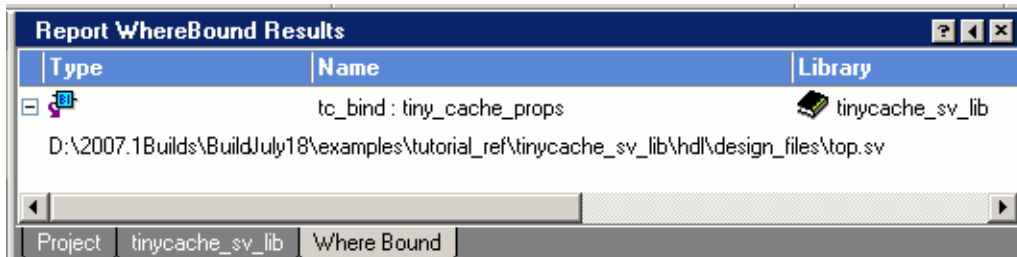 Report WhereBound Results
Type Name Library
BI tc_bind : tiny_cache_props tinycache_sv_lib
D:\2007.1Builds\BuildJuly18\examples\tutorial_ref\tinycache_sv_lib\hdl\design_files\top.sv
Project tinycache_sv_lib Where Bound